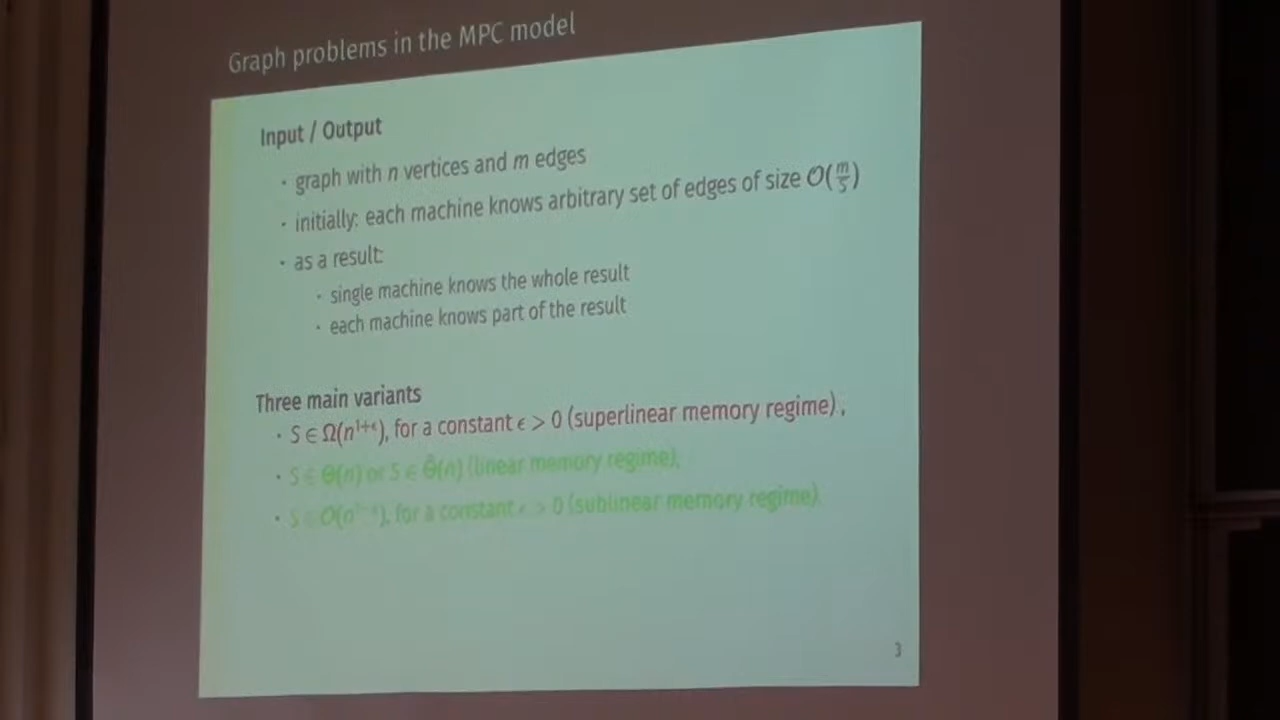 Graph problems in the MPC model
Input / Output
· graph with n vertices and m edges
· initially: each machine knows arbitrary set of edges of size O(m/S)
· as a result:
· single machine knows the whole result
· each machine knows part of the result
Three main variants
· S ∈ Ω(n^{1+ϵ}), for a constant ϵ > 0 (superlinear memory regime),
· S ∈ Θ(n) or S ∈ Θ̃(n) (linear memory regime),
· S ∈ O(n^{1−ϵ}), for a constant ϵ > 0 (sublinear memory regime)
3